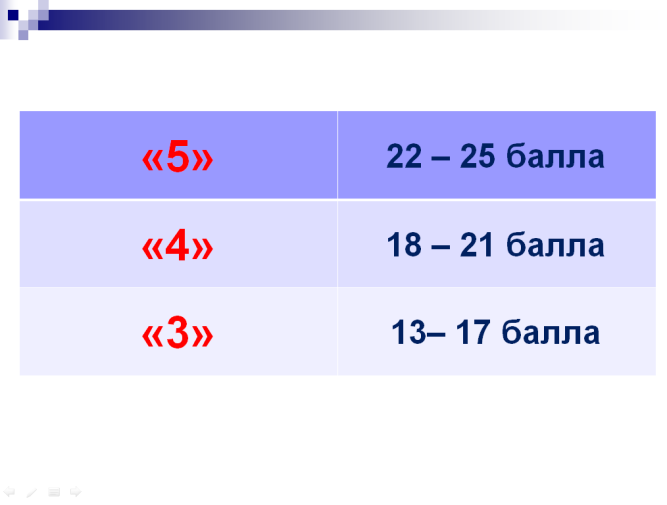 «5» 22 – 25 балла
«4» 18 – 21 балла
«3» 13– 17 балла